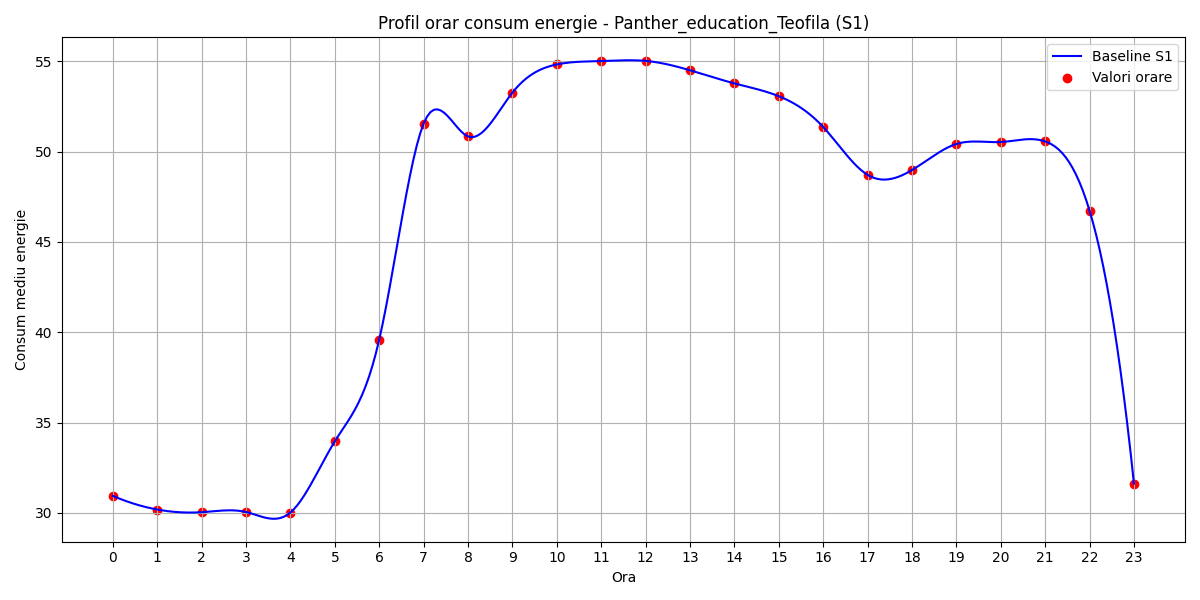 Profil orar consum energie - Panther_education_Teofila (S1)
Baseline S1
Valori orare
Consum mediu energie
55
50
45
40
35
30
0 1 2 3 4 5 6 7 8 9 10 11 12 13 14 15 16 17 18 19 20 21 22 23
Ora